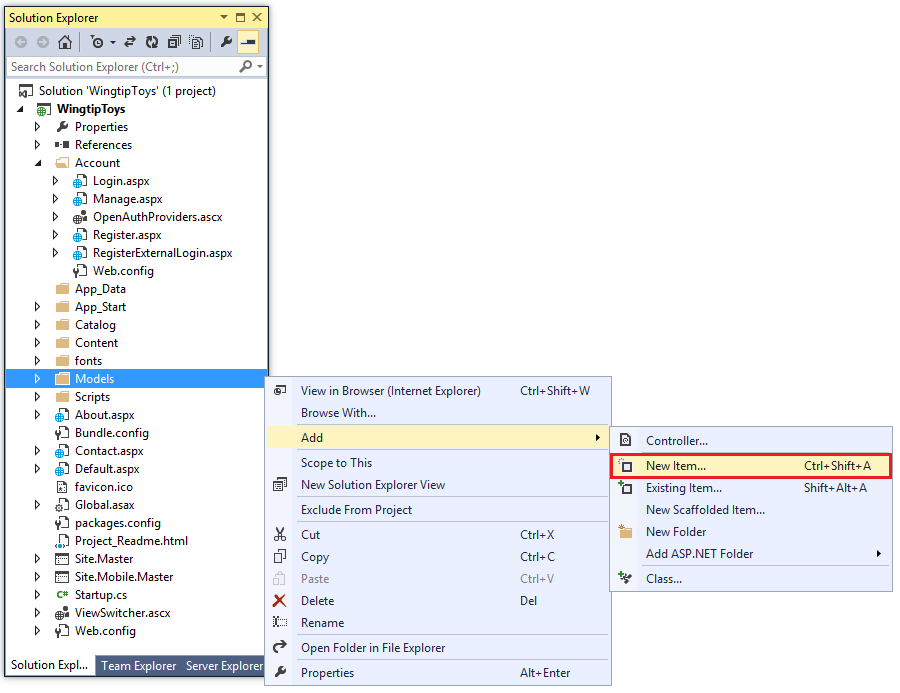 Solution Explorer
Search Solution Explorer (Ctrl+;)
Solution 'WingtipToys' (1 project)
WingtipToys
Properties
References
Account
Login.aspx
Manage.aspx
OpenAuthProviders.ascx
Register.aspx
RegisterExternalLogin.aspx
Web.config
App_Data
App_Start
Catalog
Content
fonts
Models
Scripts
About.aspx
Bundle.config
Contact.aspx
Default.aspx
favicon.ico
Global.asax
packages.config
Project_Readme.html
Site.Master
Site.Mobile.Master
C# Startup.cs
ViewSwitcher.ascx
Web.config
Solution Expl... Team Explorer Server Explorer
View in Browser (Internet Explorer) Ctrl+Shift+W
Browse With...
Add
Scope to This
New Solution Explorer View
Exclude From Project
Cut Ctrl+X
Copy Ctrl+C
Paste Ctrl+V
Delete Del
Rename
Open Folder in File Explorer
Properties Alt+Enter
Controller...
New Item... Ctrl+Shift+A
Existing Item... Shift+Alt+A
New Scaffolded Item...
New Folder
Add ASP.NET Folder
Class...